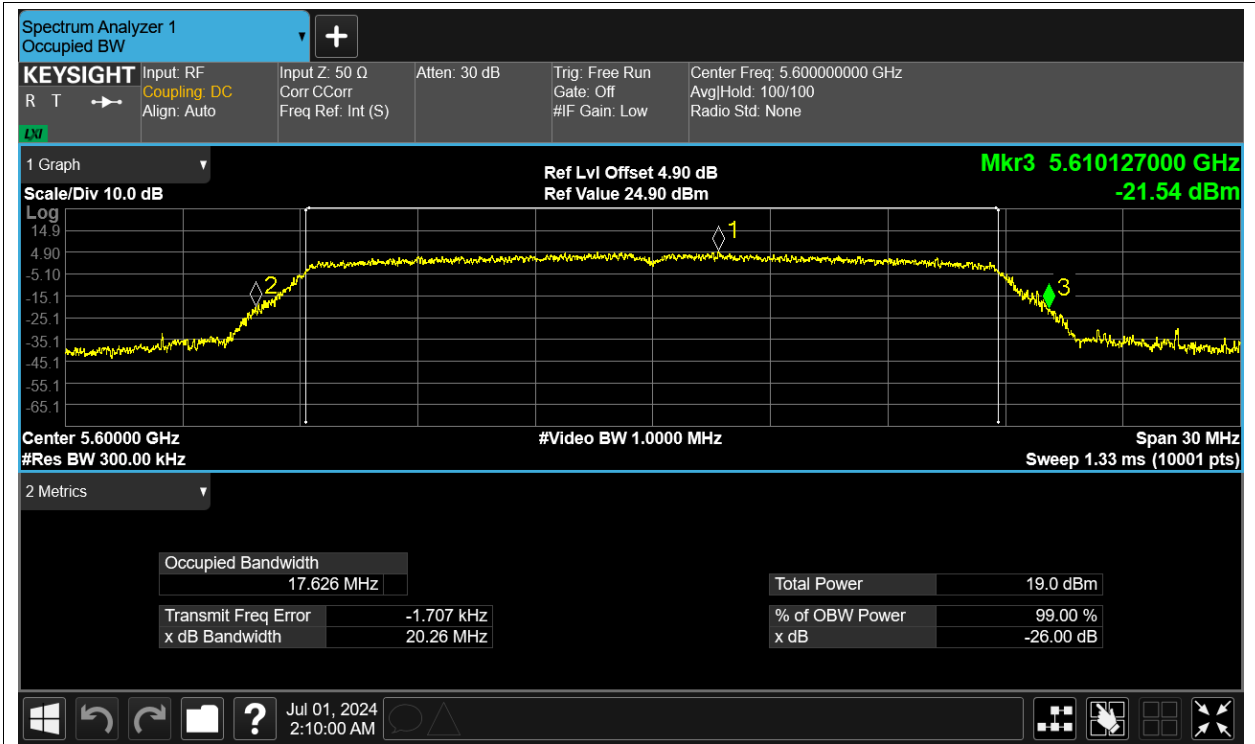 Spectrum Analyzer 1
Occupied BW
+
KEYSIGHT
R T
LXI
Input: RF
Coupling: DC
Align: Auto
Input Z: 50 Ω
Corr CCorr
Freq Ref: Int (S)
Atten: 30 dB
Trig: Free Run
Gate: Off
#IF Gain: Low
Center Freq: 5.600000000 GHz
Avg|Hold: 100/100
Radio Std: None
1 Graph
Scale/Div 10.0 dB
Ref Lvl Offset 4.90 dB
Ref Value 24.90 dBm
Mkr3 5.610127000 GHz
-21.54 dBm
Log
14.9
4.90
-5.10
-15.1
-25.1
-35.1
-45.1
-55.1
-65.1
1
2
3
Center 5.60000 GHz
#Res BW 300.00 kHz
#Video BW 1.0000 MHz
Span 30 MHz
Sweep 1.33 ms (10001 pts)
2 Metrics
Occupied Bandwidth
17.626 MHz
Transmit Freq Error -1.707 kHz
x dB Bandwidth 20.26 MHz
Total Power 19.0 dBm
% of OBW Power 99.00 %
x dB -26.00 dB
?
Jul 01, 2024
2:10:00 AM